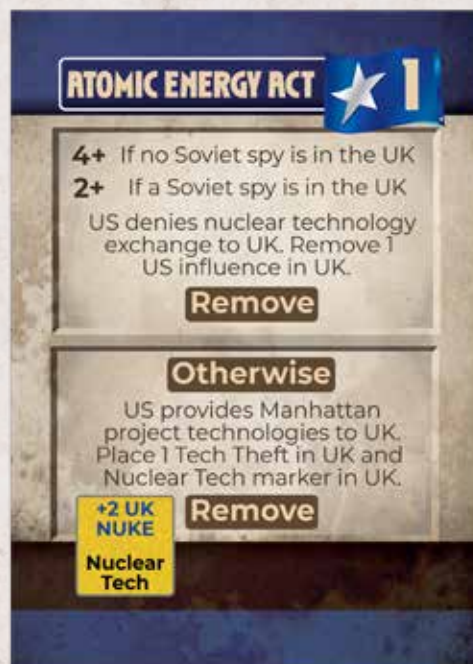 ATOMIC ENERGY ACT 1
4+ If no Soviet spy is in the UK
2+ If a Soviet spy is in the UK
US denies nuclear technology
exchange to UK. Remove 1
US influence in UK.
Remove
Otherwise
US provides Manhattan
project technologies to UK.
Place 1 Tech Theft in UK and
Nuclear Tech marker in UK.
Remove
+2 UK
NUKE
Nuclear
Tech